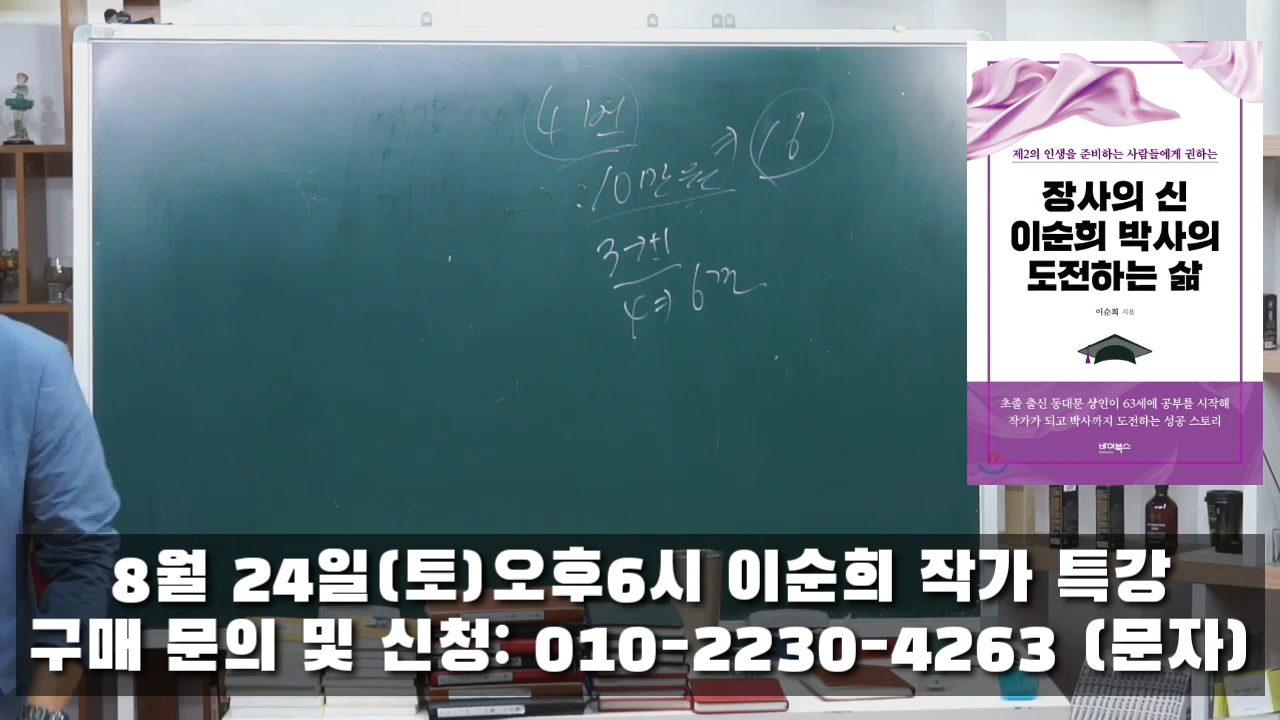 4번
16
10만원
제2의 인생을 준비하는 사람들에게 권하는
장사의 신
이순희 박사의
도전하는 삶
이순희 지음
초졸 출신 동대문 상인이 63세에 공부를 시작해
작가가 되고 박사까지 도전하는 성공 스토리
바이북스
8월 24일(토)오후6시 이순희 작가 특강
구매 문의 및 신청: 010-2230-4263 (문자)